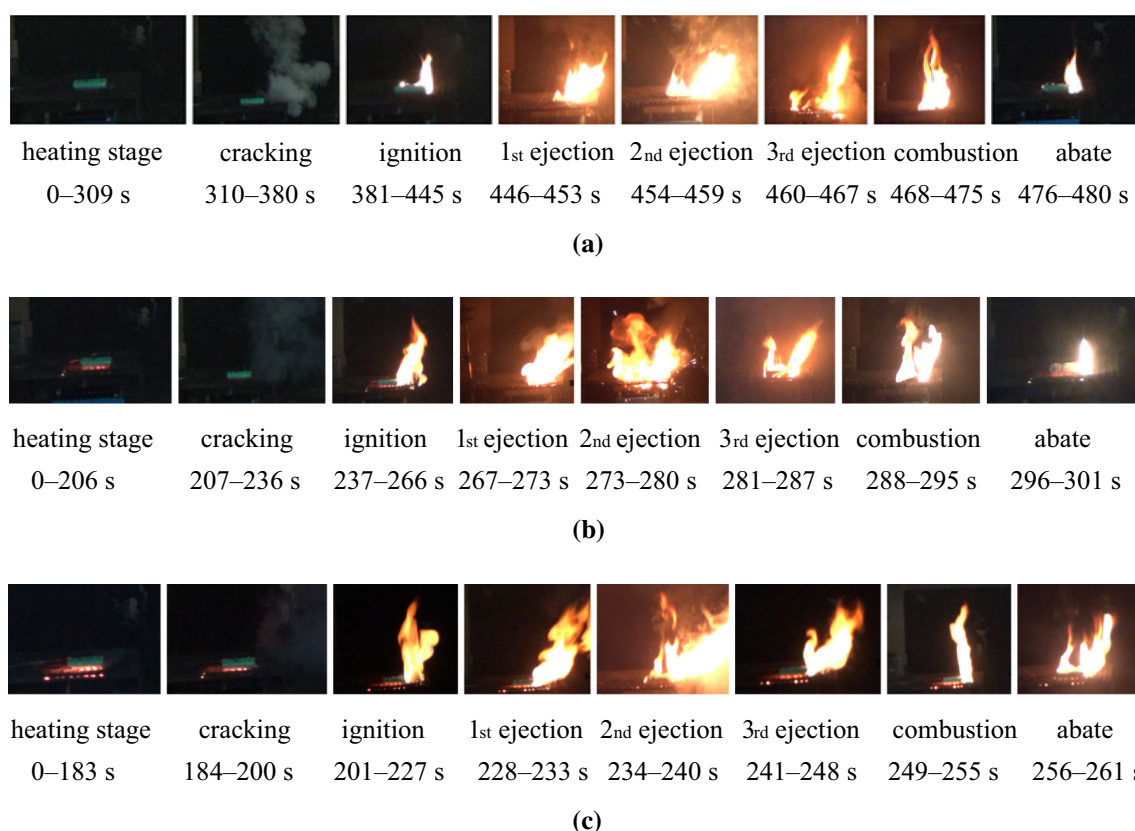 heating stage cracking ignition 1st ejection 2nd ejection 3rd ejection combustion abate
0–309 s 310–380 s 381–445 s 446–453 s 454–459 s 460–467 s 468–475 s 476–480 s
(a)
heating stage cracking ignition 1st ejection 2nd ejection 3rd ejection combustion abate
0–206 s 207–236 s 237–266 s 267–273 s 273–280 s 281–287 s 288–295 s 296–301 s
(b)
heating stage cracking ignition 1st ejection 2nd ejection 3rd ejection combustion abate
0–183 s 184–200 s 201–227 s 228–233 s 234–240 s 241–248 s 249–255 s 256–261 s
(c)